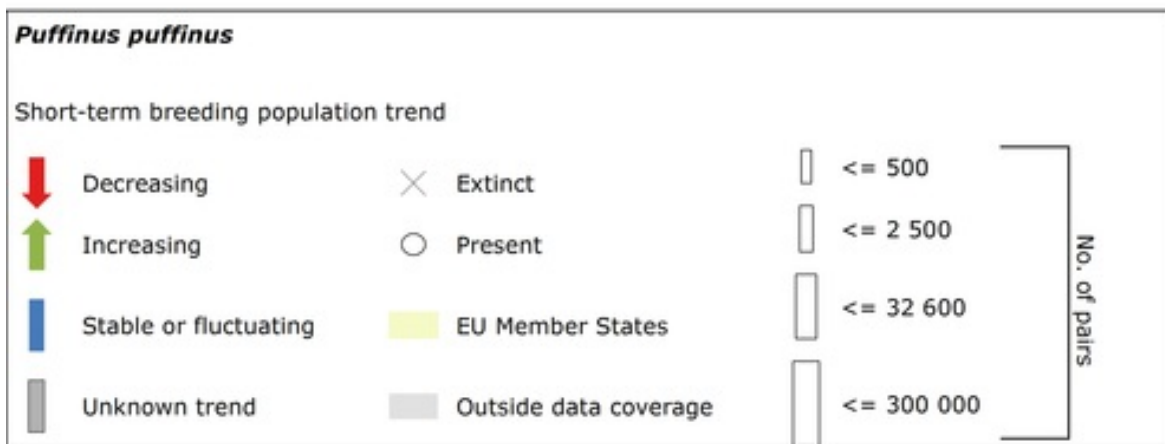 Puffinus puffinus
Short-term breeding population trend
Decreasing
Increasing
Stable or fluctuating
Unknown trend
Extinct
Present
EU Member States
Outside data coverage
<= 500
<= 2 500
<= 32 600
<= 300 000
No. of pairs